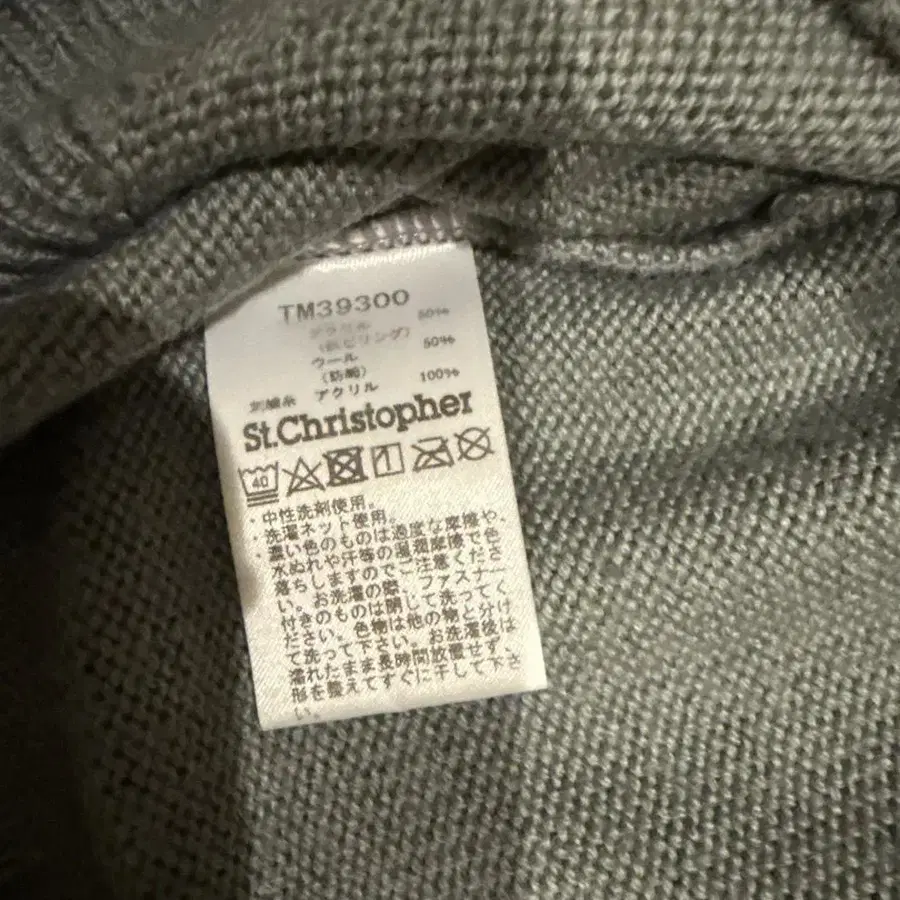 TM39300
アクリル 50%
(抗ピリング)
ウール 50%
(防縮)
刺繍糸 アクリル 100%
St.Christopher
40
・中性洗剤使用。
・洗濯ネット使用。
・濃い色のものは過度な摩擦や、
水ぬれや汗等の湿潤摩擦で色
落ちしますのでご注意くださ
い。お洗濯の際、ファスナー
付きのものは閉じて洗ってく
ださい。色物は他の物と分け
て洗って下さい。お洗濯後は
濡れたまま長時間放置せず、
形を整えてすぐに干して下さ
い。